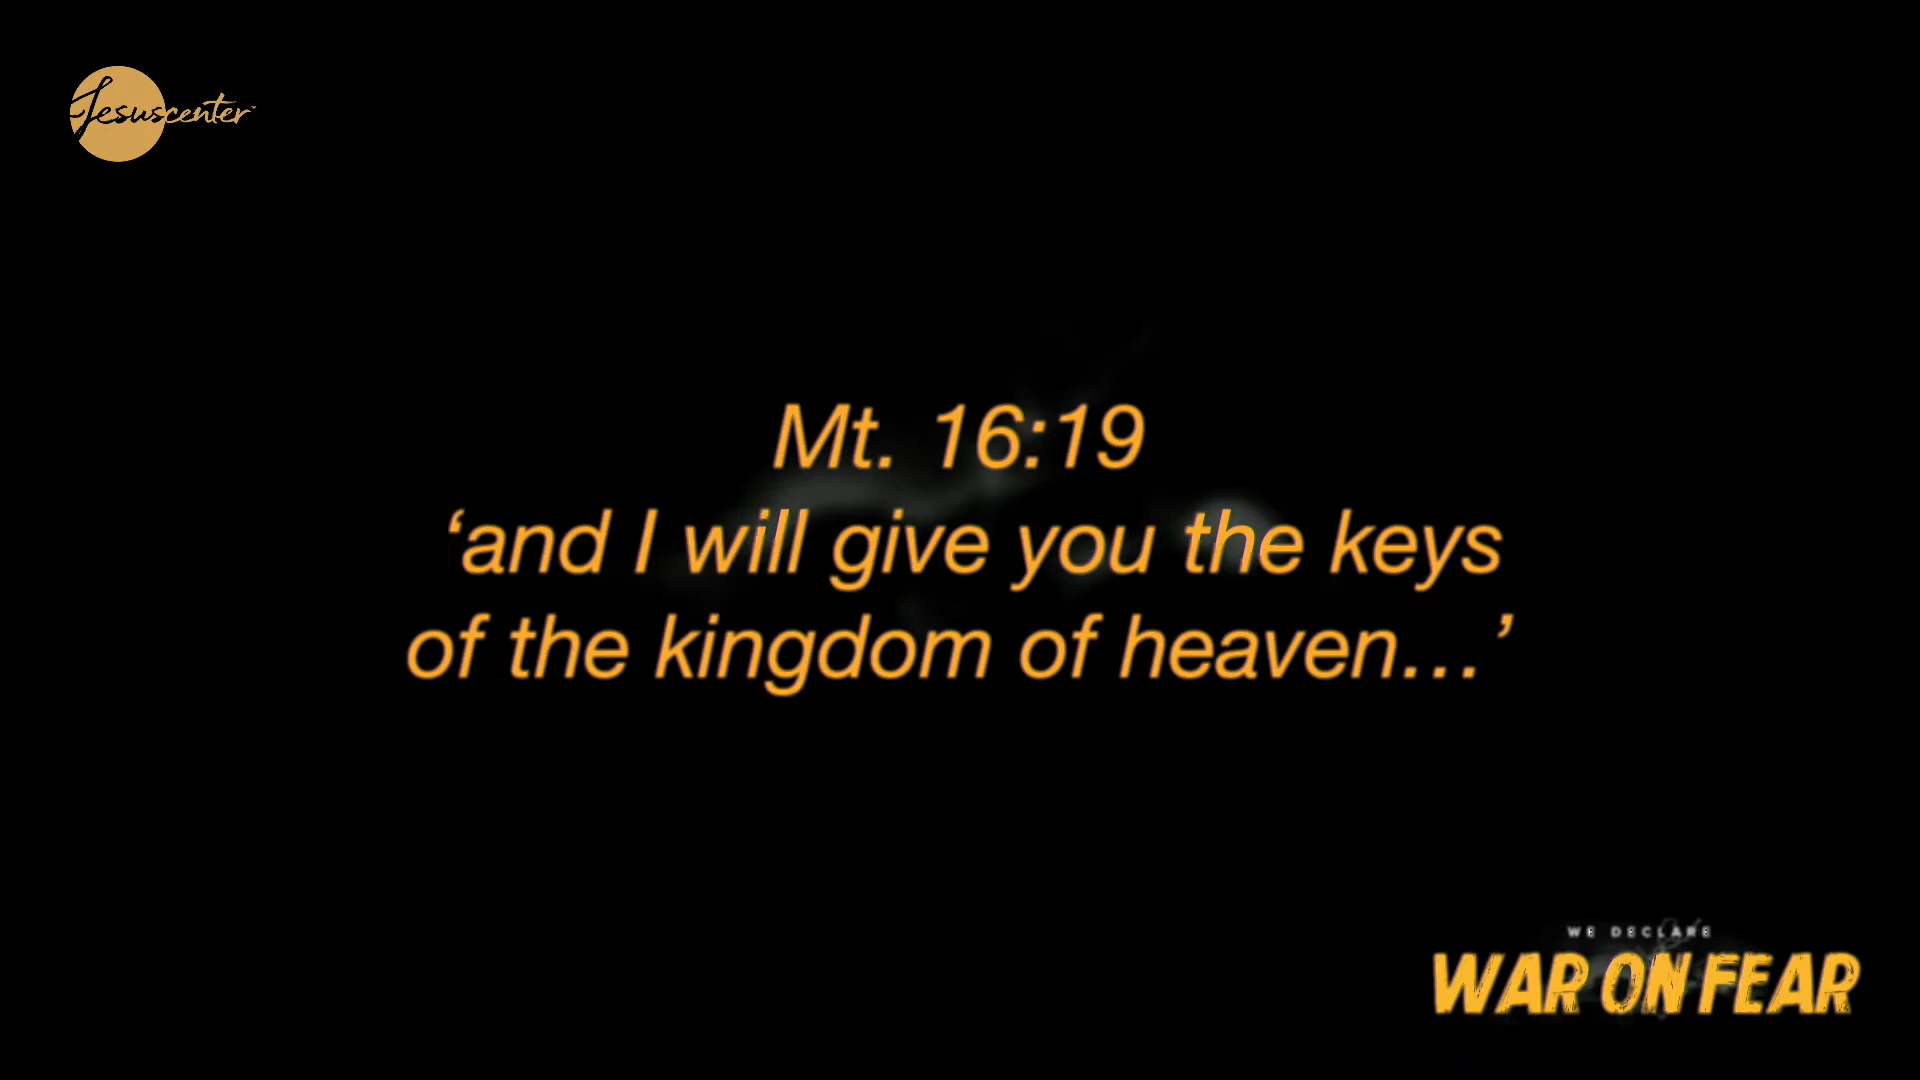 Jesuscenter
Mt. 16:19
‘and I will give you the keys
of the kingdom of heaven…’
WE DECLARE
WAR ON FEAR